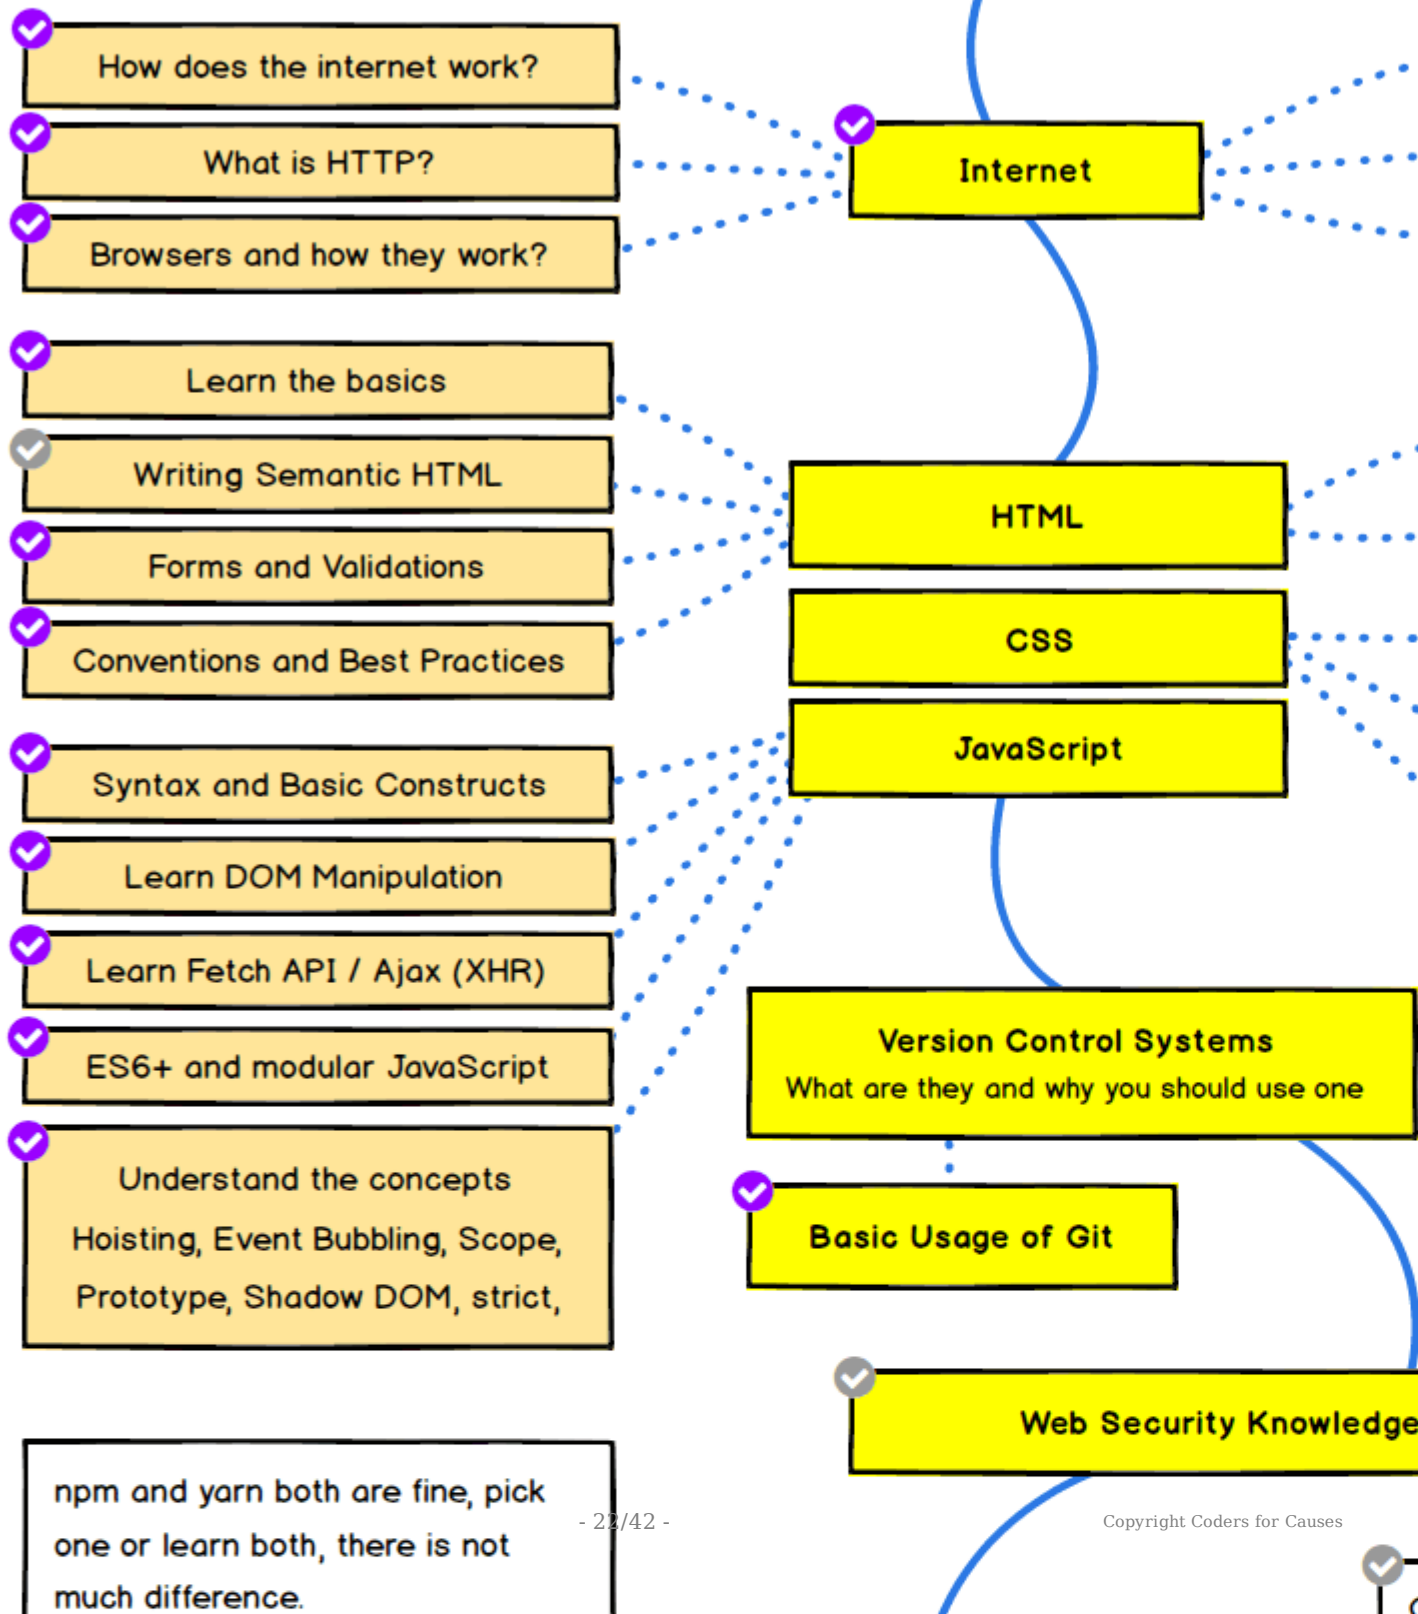 How does the internet work?
What is HTTP?
Browsers and how they work?
Internet
Learn the basics
Writing Semantic HTML
Forms and Validations
Conventions and Best Practices
HTML
CSS
JavaScript
Syntax and Basic Constructs
Learn DOM Manipulation
Learn Fetch API / Ajax (XHR)
ES6+ and modular JavaScript
Understand the concepts
Hoisting, Event Bubbling, Scope,
Prototype, Shadow DOM, strict,
Version Control Systems
What are they and why you should use one
Basic Usage of Git
Web Security Knowledge
npm and yarn both are fine, pick
one or learn both, there is not
much difference.
- 22/42 -
Copyright Coders for Causes